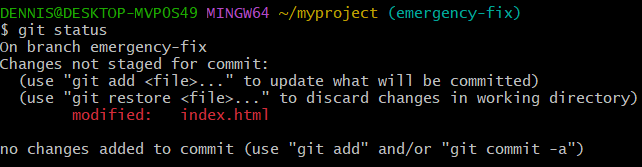 DENNIS@DESKTOP-MVPOS49 MINGW64 ~/myproject (emergency-fix)
$ git status
On branch emergency-fix
Changes not staged for commit:
  (use "git add <file>..." to update what will be committed)
  (use "git restore <file>..." to discard changes in working directory)
        modified:   index.html

no changes added to commit (use "git add" and/or "git commit -a")